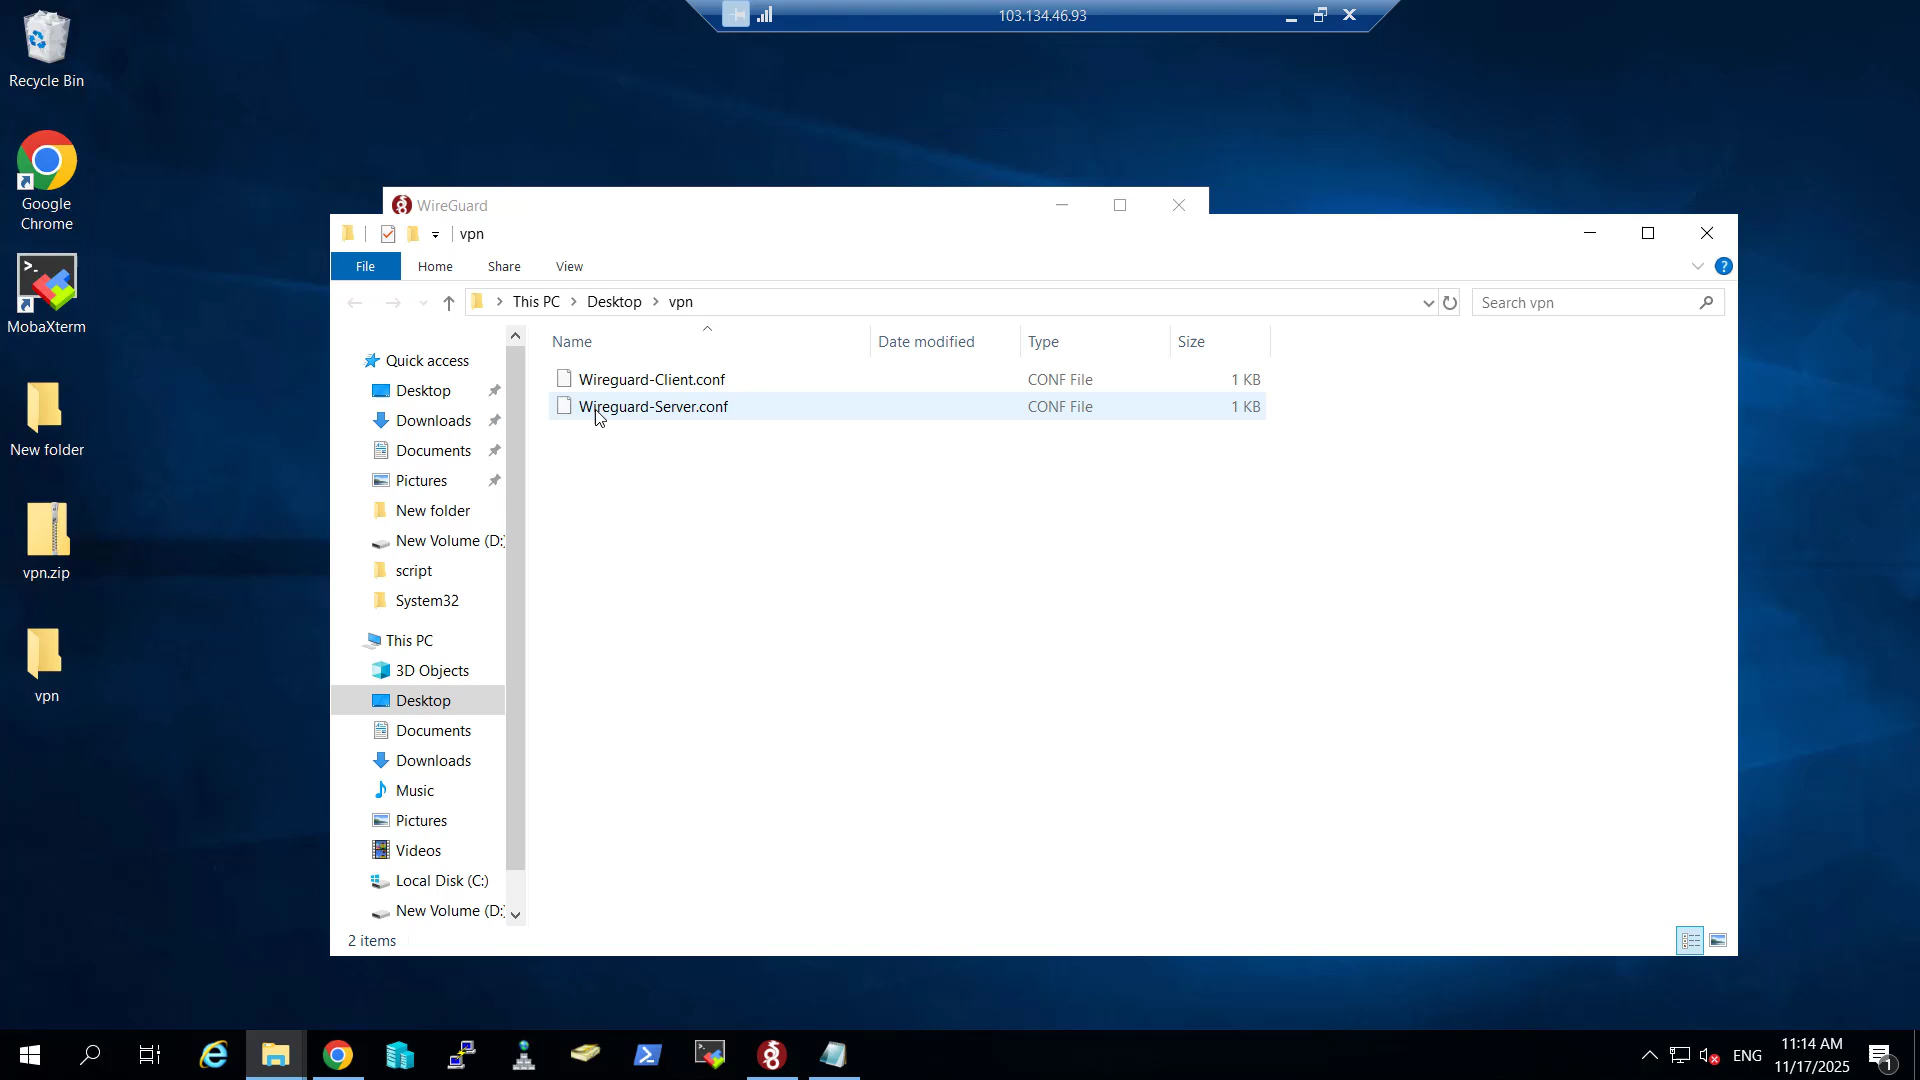 103.134.46.93
Recycle Bin
Google
Chrome
MobaXterm
New folder
vpn.zip
vpn
WireGuard
vpn
File
Home
Share
View
This PC
Desktop
vpn
Search vpn
Name
Date modified
Type
Size
Wireguard-Client.conf
CONF File
1 KB
Wireguard-Server.conf
CONF File
1 KB
Quick access
Desktop
Downloads
Documents
Pictures
New folder
New Volume (D:)
script
System32
This PC
3D Objects
Desktop
Documents
Downloads
Music
Pictures
Videos
Local Disk (C:)
New Volume (D:)
2 items
ENG
11:14 AM
11/17/2025
1